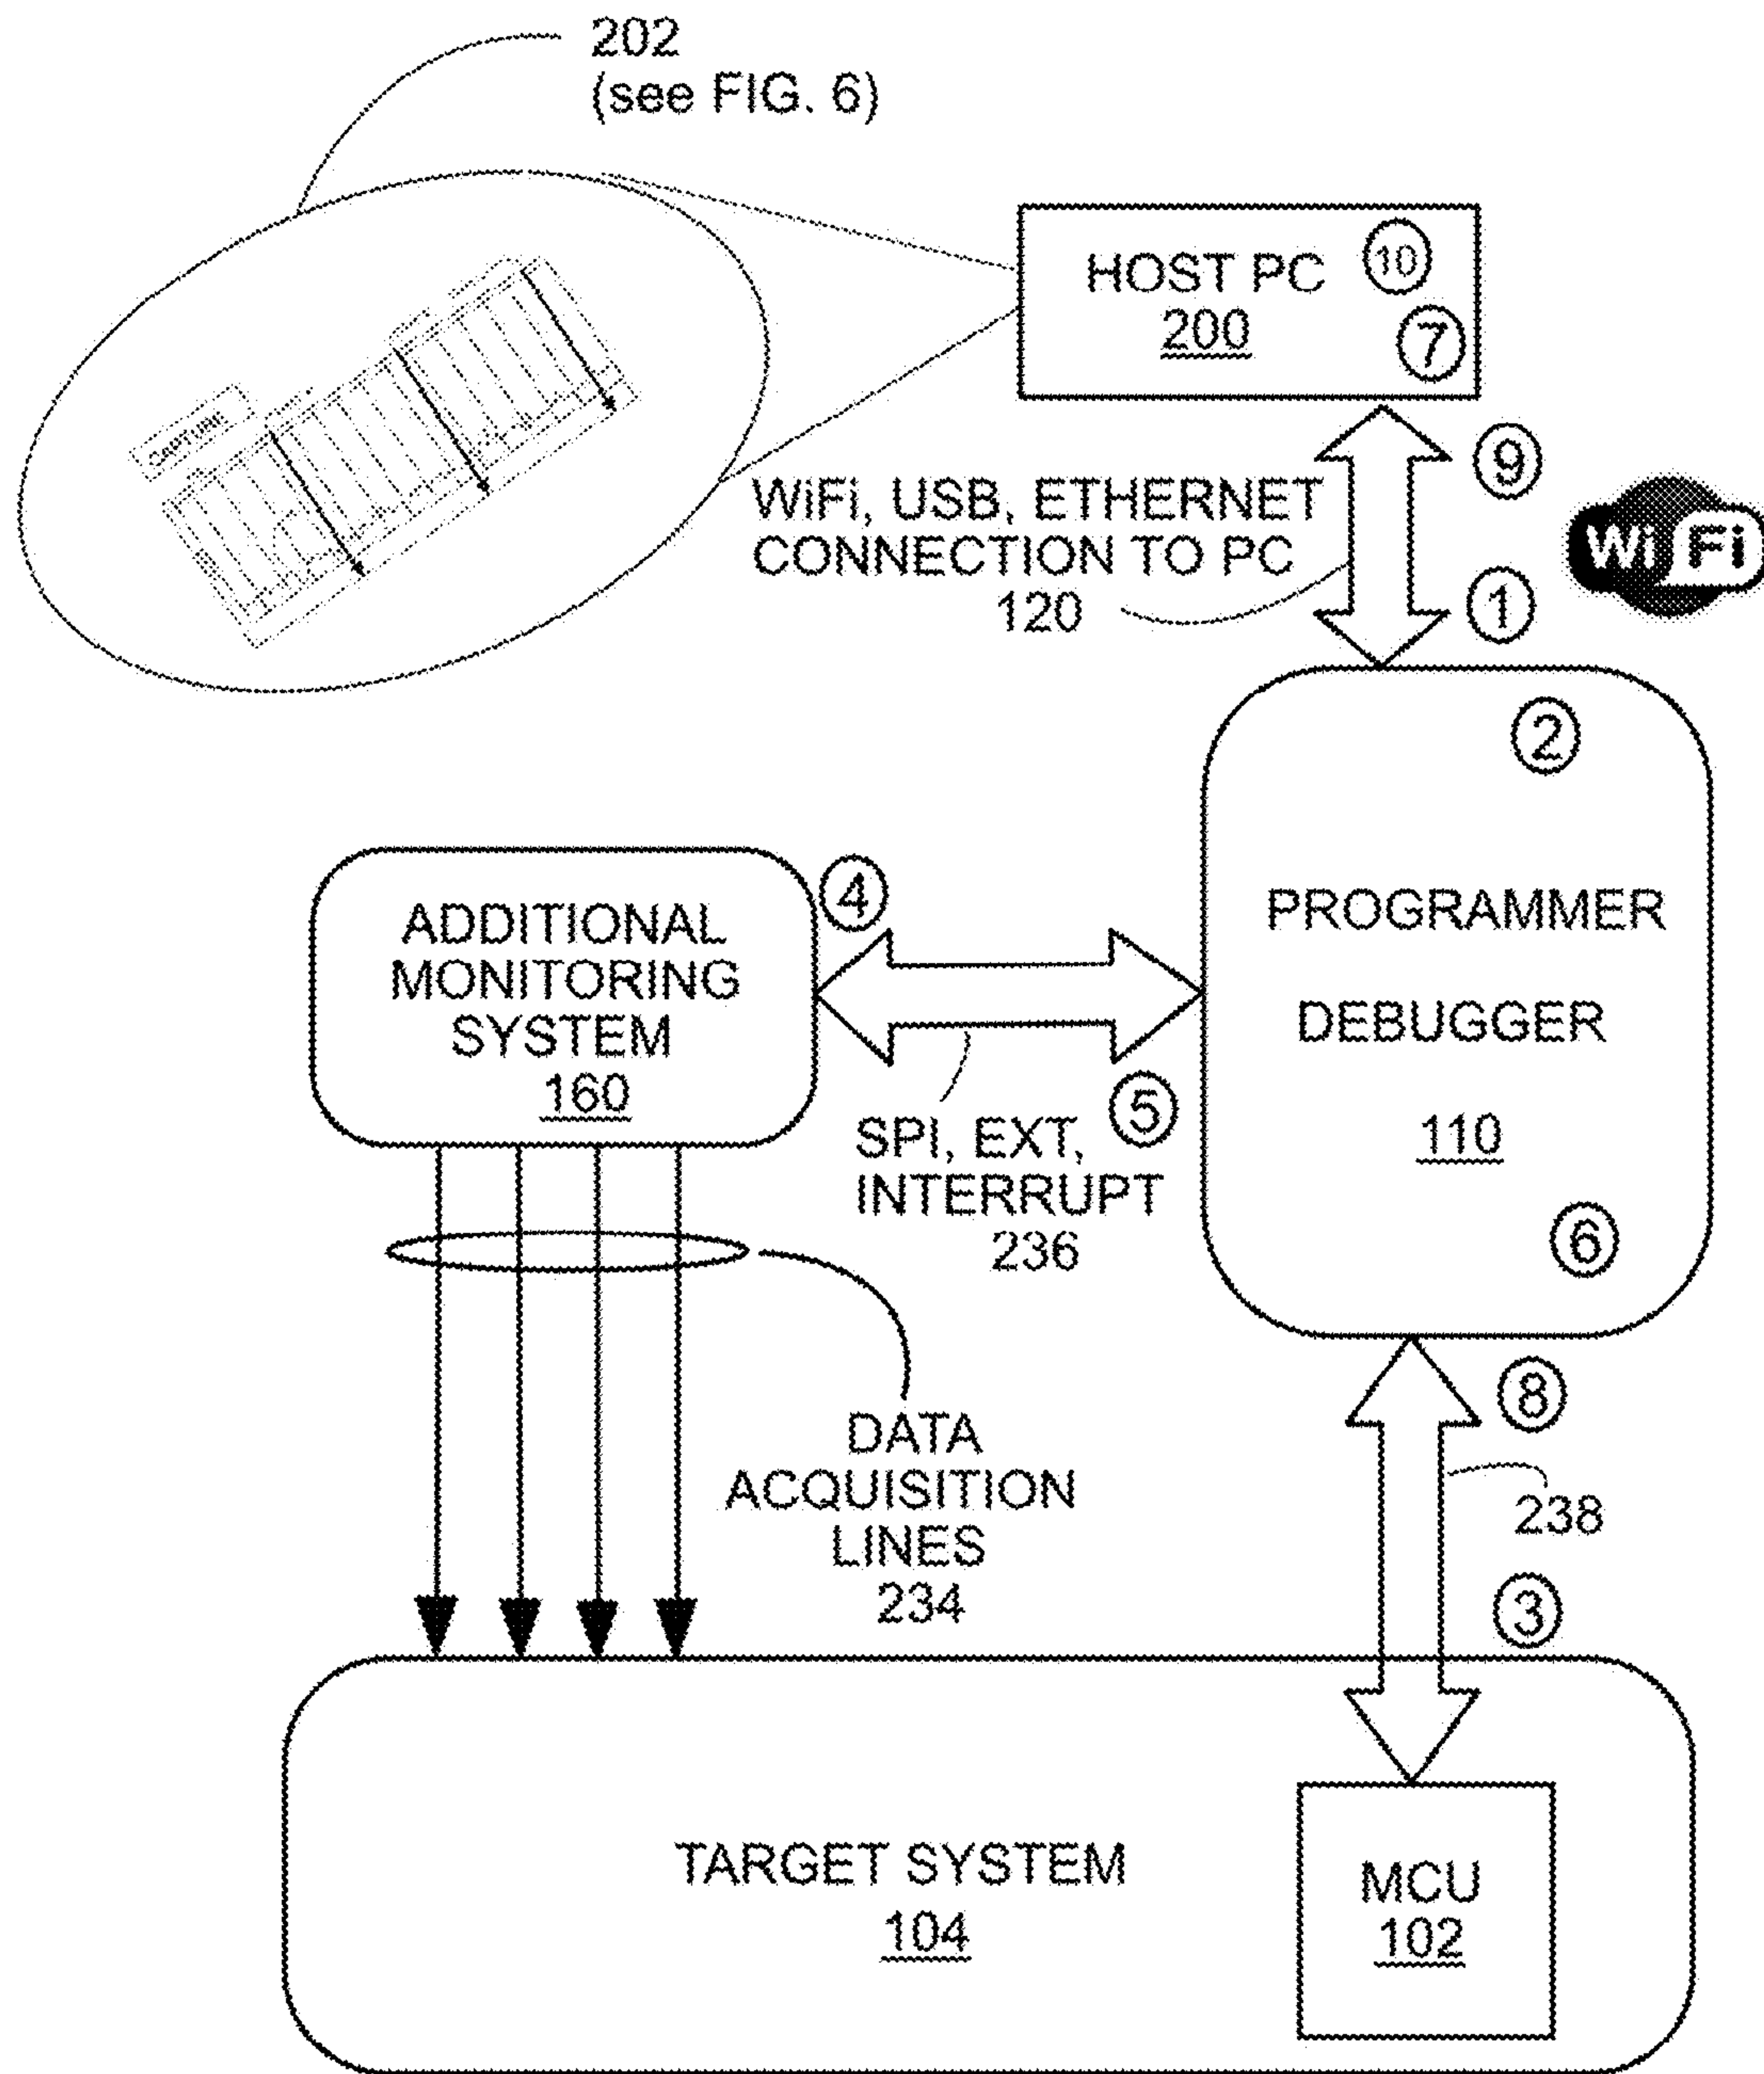 202
(see FIG. 6)
HOST PC
200
10
7
CAPTURE
WiFi, USB, ETHERNET
CONNECTION TO PC
120
9
1
Wi Fi
2
PROGRAMMER
DEBUGGER
110
6
ADDITIONAL
MONITORING
SYSTEM
160
4
5
SPI, EXT,
INTERRUPT
236
DATA
ACQUISITION
LINES
234
8
238
3
TARGET SYSTEM
104
MCU
102